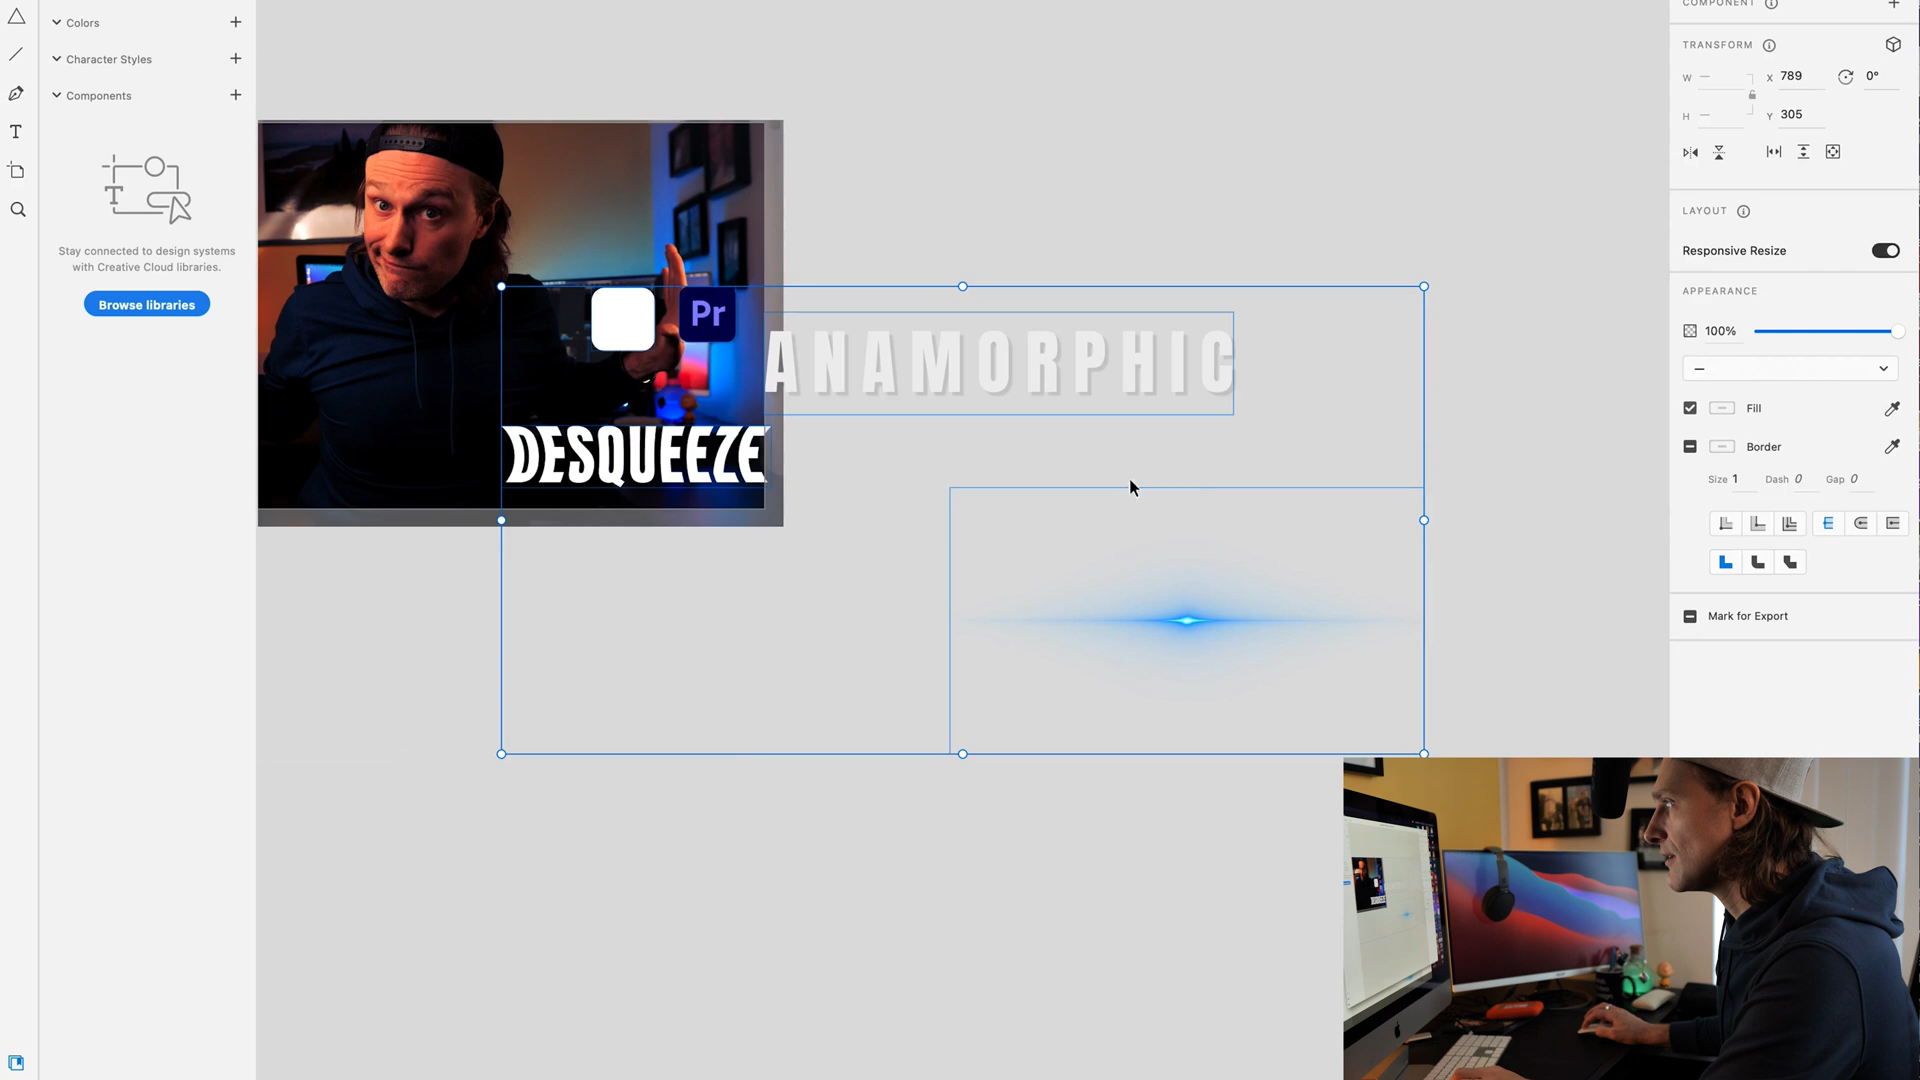 Colors
Character Styles
Components
T
Stay connected to design systems
with Creative Cloud libraries.
Browse libraries
Pr
ANAMORPHIC
DESQUEEZE
COMPONENT
TRANSFORM
W — X 789 0°
H — Y 305
LAYOUT
Responsive Resize
APPEARANCE
100%
—
Fill
Border
Size 1 Dash 0 Gap 0
Mark for Export